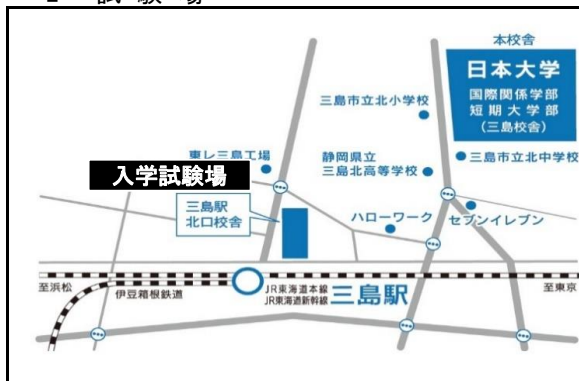 試験場
本校舎
日本大学
国際関係学部
短期大学部
(三島校舎)
三島市立北小学校
東レ三島工場
静岡県立
三島北高等学校
三島市立北中学校
入学試験場
三島駅
北口校舎
ハローワーク
セブンイレブン
至浜松
伊豆箱根鉄道
JR東海道本線
JR東海道新幹線
三島駅
至東京